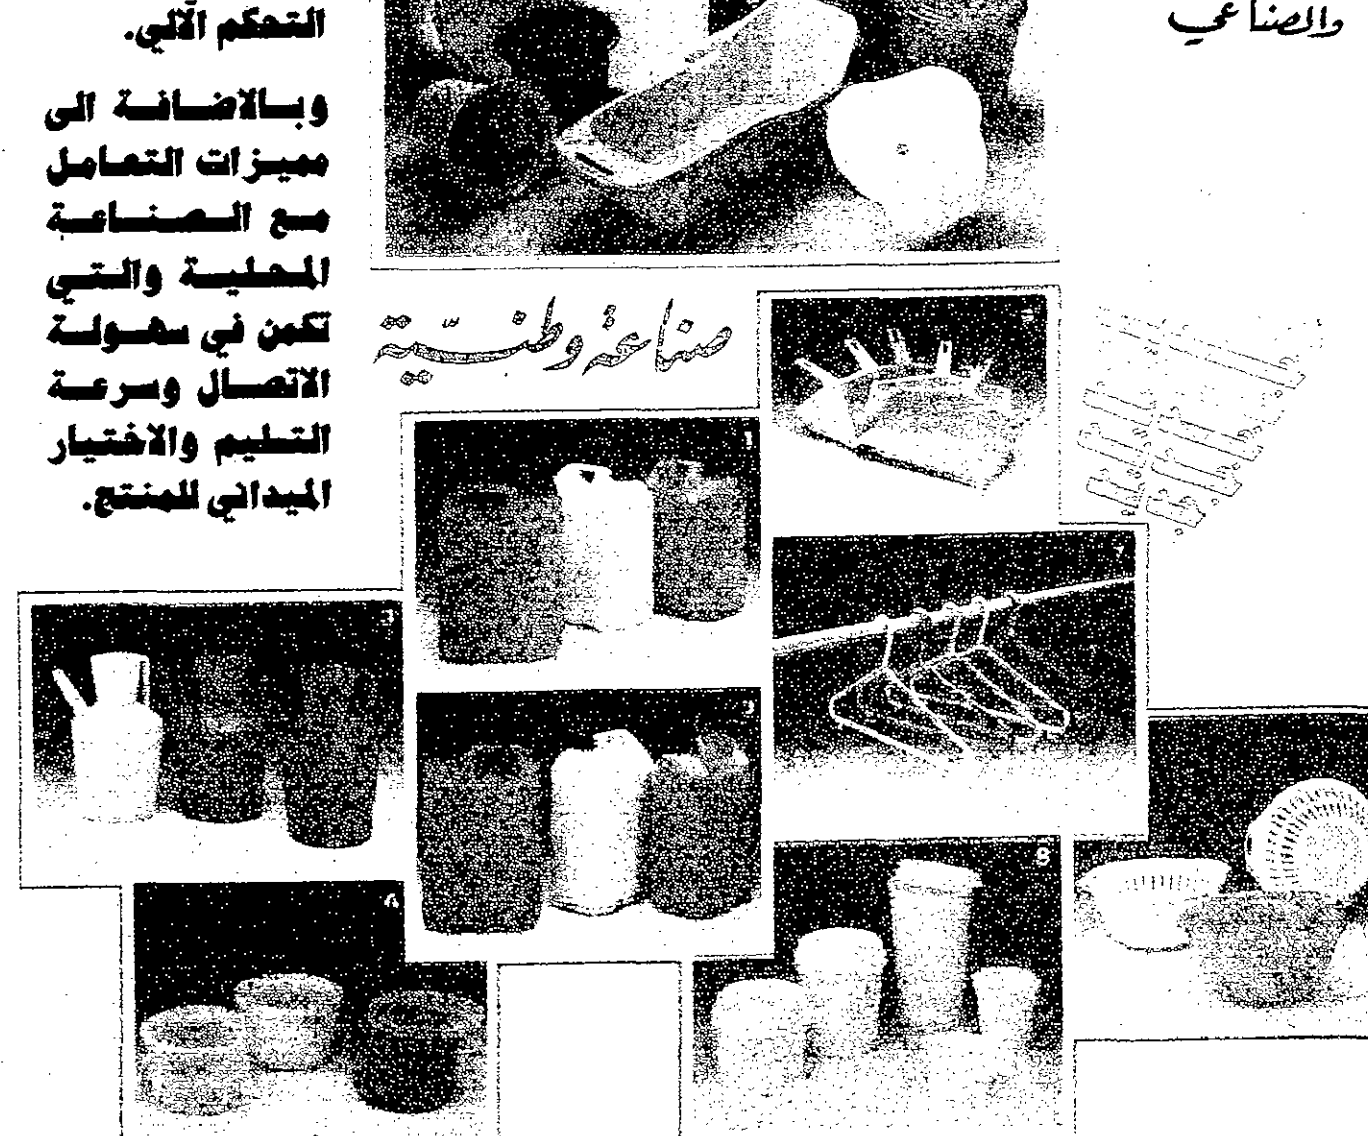 والصناعي
التحكم الآلي.
وبالاضافة الى
مميزات التعامل
مع الصناعة
المحلية والتي
تكمن في سهولة
الاتصال وسرعة
التسليم والاختيار
الميداني للمنتج.
صناعة وطنيّة